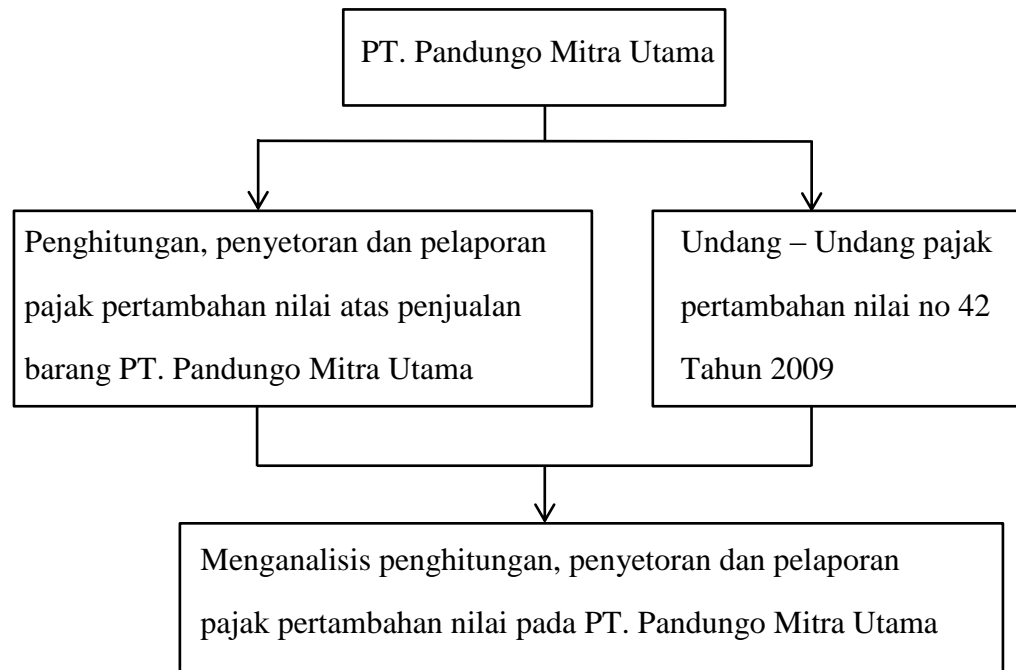 PT. Pandungo Mitra Utama
Penghitungan, penyetoran dan pelaporan
pajak pertambahan nilai atas penjualan
barang PT. Pandungo Mitra Utama
Undang – Undang pajak
pertambahan nilai no 42
Tahun 2009
Menganalisis penghitungan, penyetoran dan pelaporan
pajak pertambahan nilai pada PT. Pandungo Mitra Utama